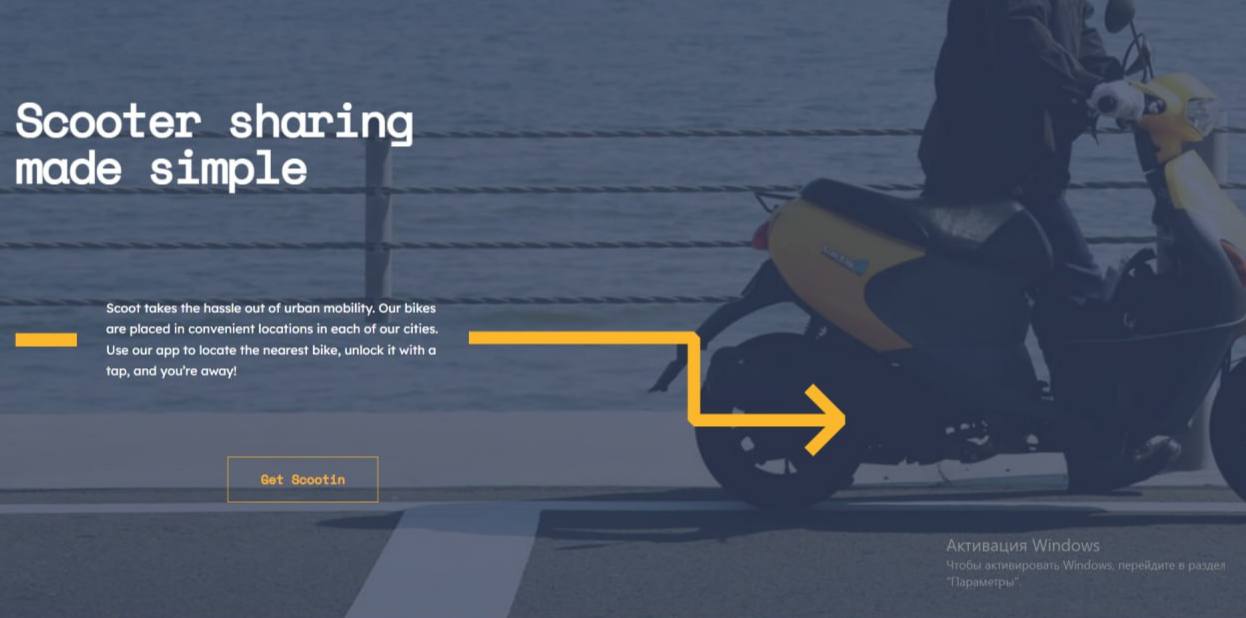 Scooter sharing
made simple
Scoot takes the hassle out of urban mobility. Our bikes
are placed in convenient locations in each of our cities.
Use our app to locate the nearest bike, unlock it with a
tap, and you're away!
Get Scootin
Активация Windows
Чтобы активировать Windows, перейдите в раздел
"Параметры".